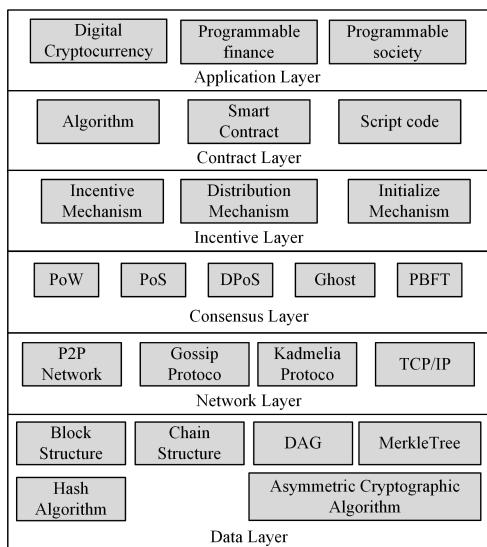 Digital
Cryptocurrency
Programmable
finance
Programmable
society
Application Layer
Algorithm
Smart
Contract
Script code
Contract Layer
Incentive
Mechanism
Distribution
Mechanism
Initialize
Mechanism
Incentive Layer
PoW
PoS
DPoS
Ghost
PBFT
Consensus Layer
P2P
Network
Gossip
Protoco
Kadmelia
Protoco
TCP/IP
Network Layer
Block
Structure
Chain
Structure
DAG
MerkleTree
Hash
Algorithm
Asymmetric Cryptographic
Algorithm
Data Layer